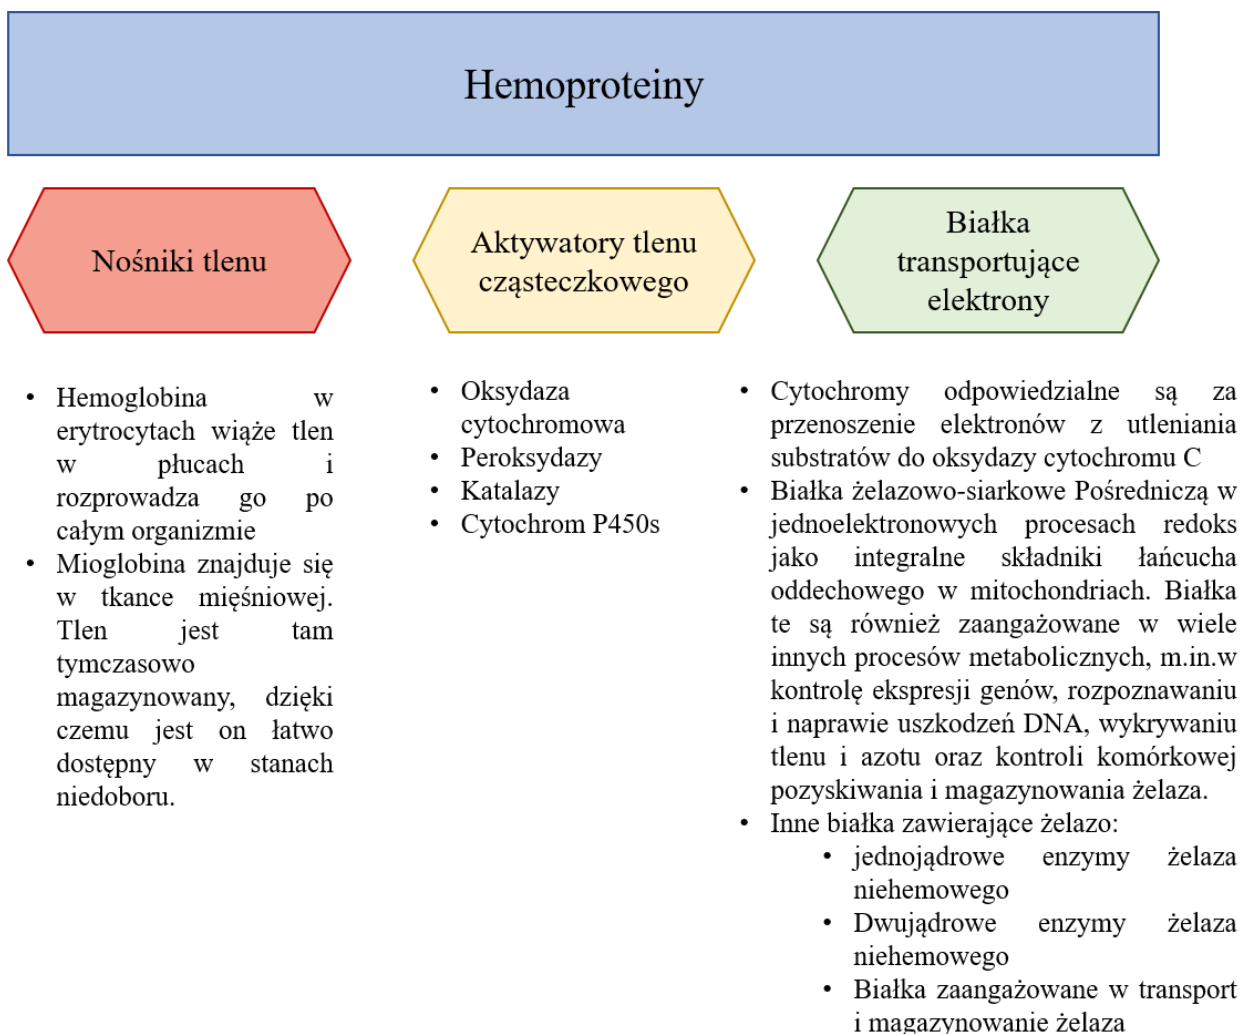 Hemoproteiny
Nośniki tlenu
Aktywatory tlenu
cząsteczkowego
Białka
transportujące
elektrony
• Hemoglobina w
erytrocytach wiąże tlen
w płucach i
rozprowadza go po
całym organizmie
• Mioglobina znajduje się
w tkance mięśniowej.
Tlen jest tam
tymczasowo
magazynowany, dzięki
czemu jest on łatwo
dostępny w stanach
niedoboru.
• Oksydaza
cytochromowa
• Peroksydazy
• Katalazy
• Cytochrom P450s
• Cytochromy odpowiedzialne są za
przenoszenie elektronów z utleniania
substratów do oksydazy cytochromu C
• Białka żelazowo-siarkowe Pośredniczą w
jednoelektronowych procesach redoks
jako integralne składniki łańcucha
oddechowego w mitochondriach. Białka
te są również zaangażowane w wiele
innych procesów metabolicznych, m.in.w
kontrolę ekspresji genów, rozpoznawaniu
i naprawie uszkodzeń DNA, wykrywaniu
tlenu i azotu oraz kontroli komórkowej
pozyskiwania i magazynowania żelaza.
• Inne białka zawierające żelazo:
• jednojądrowe enzymy żelaza
niehemowego
• Dwujądrowe enzymy żelaza
niehemowego
• Białka zaangażowane w transport
i magazynowanie żelaza